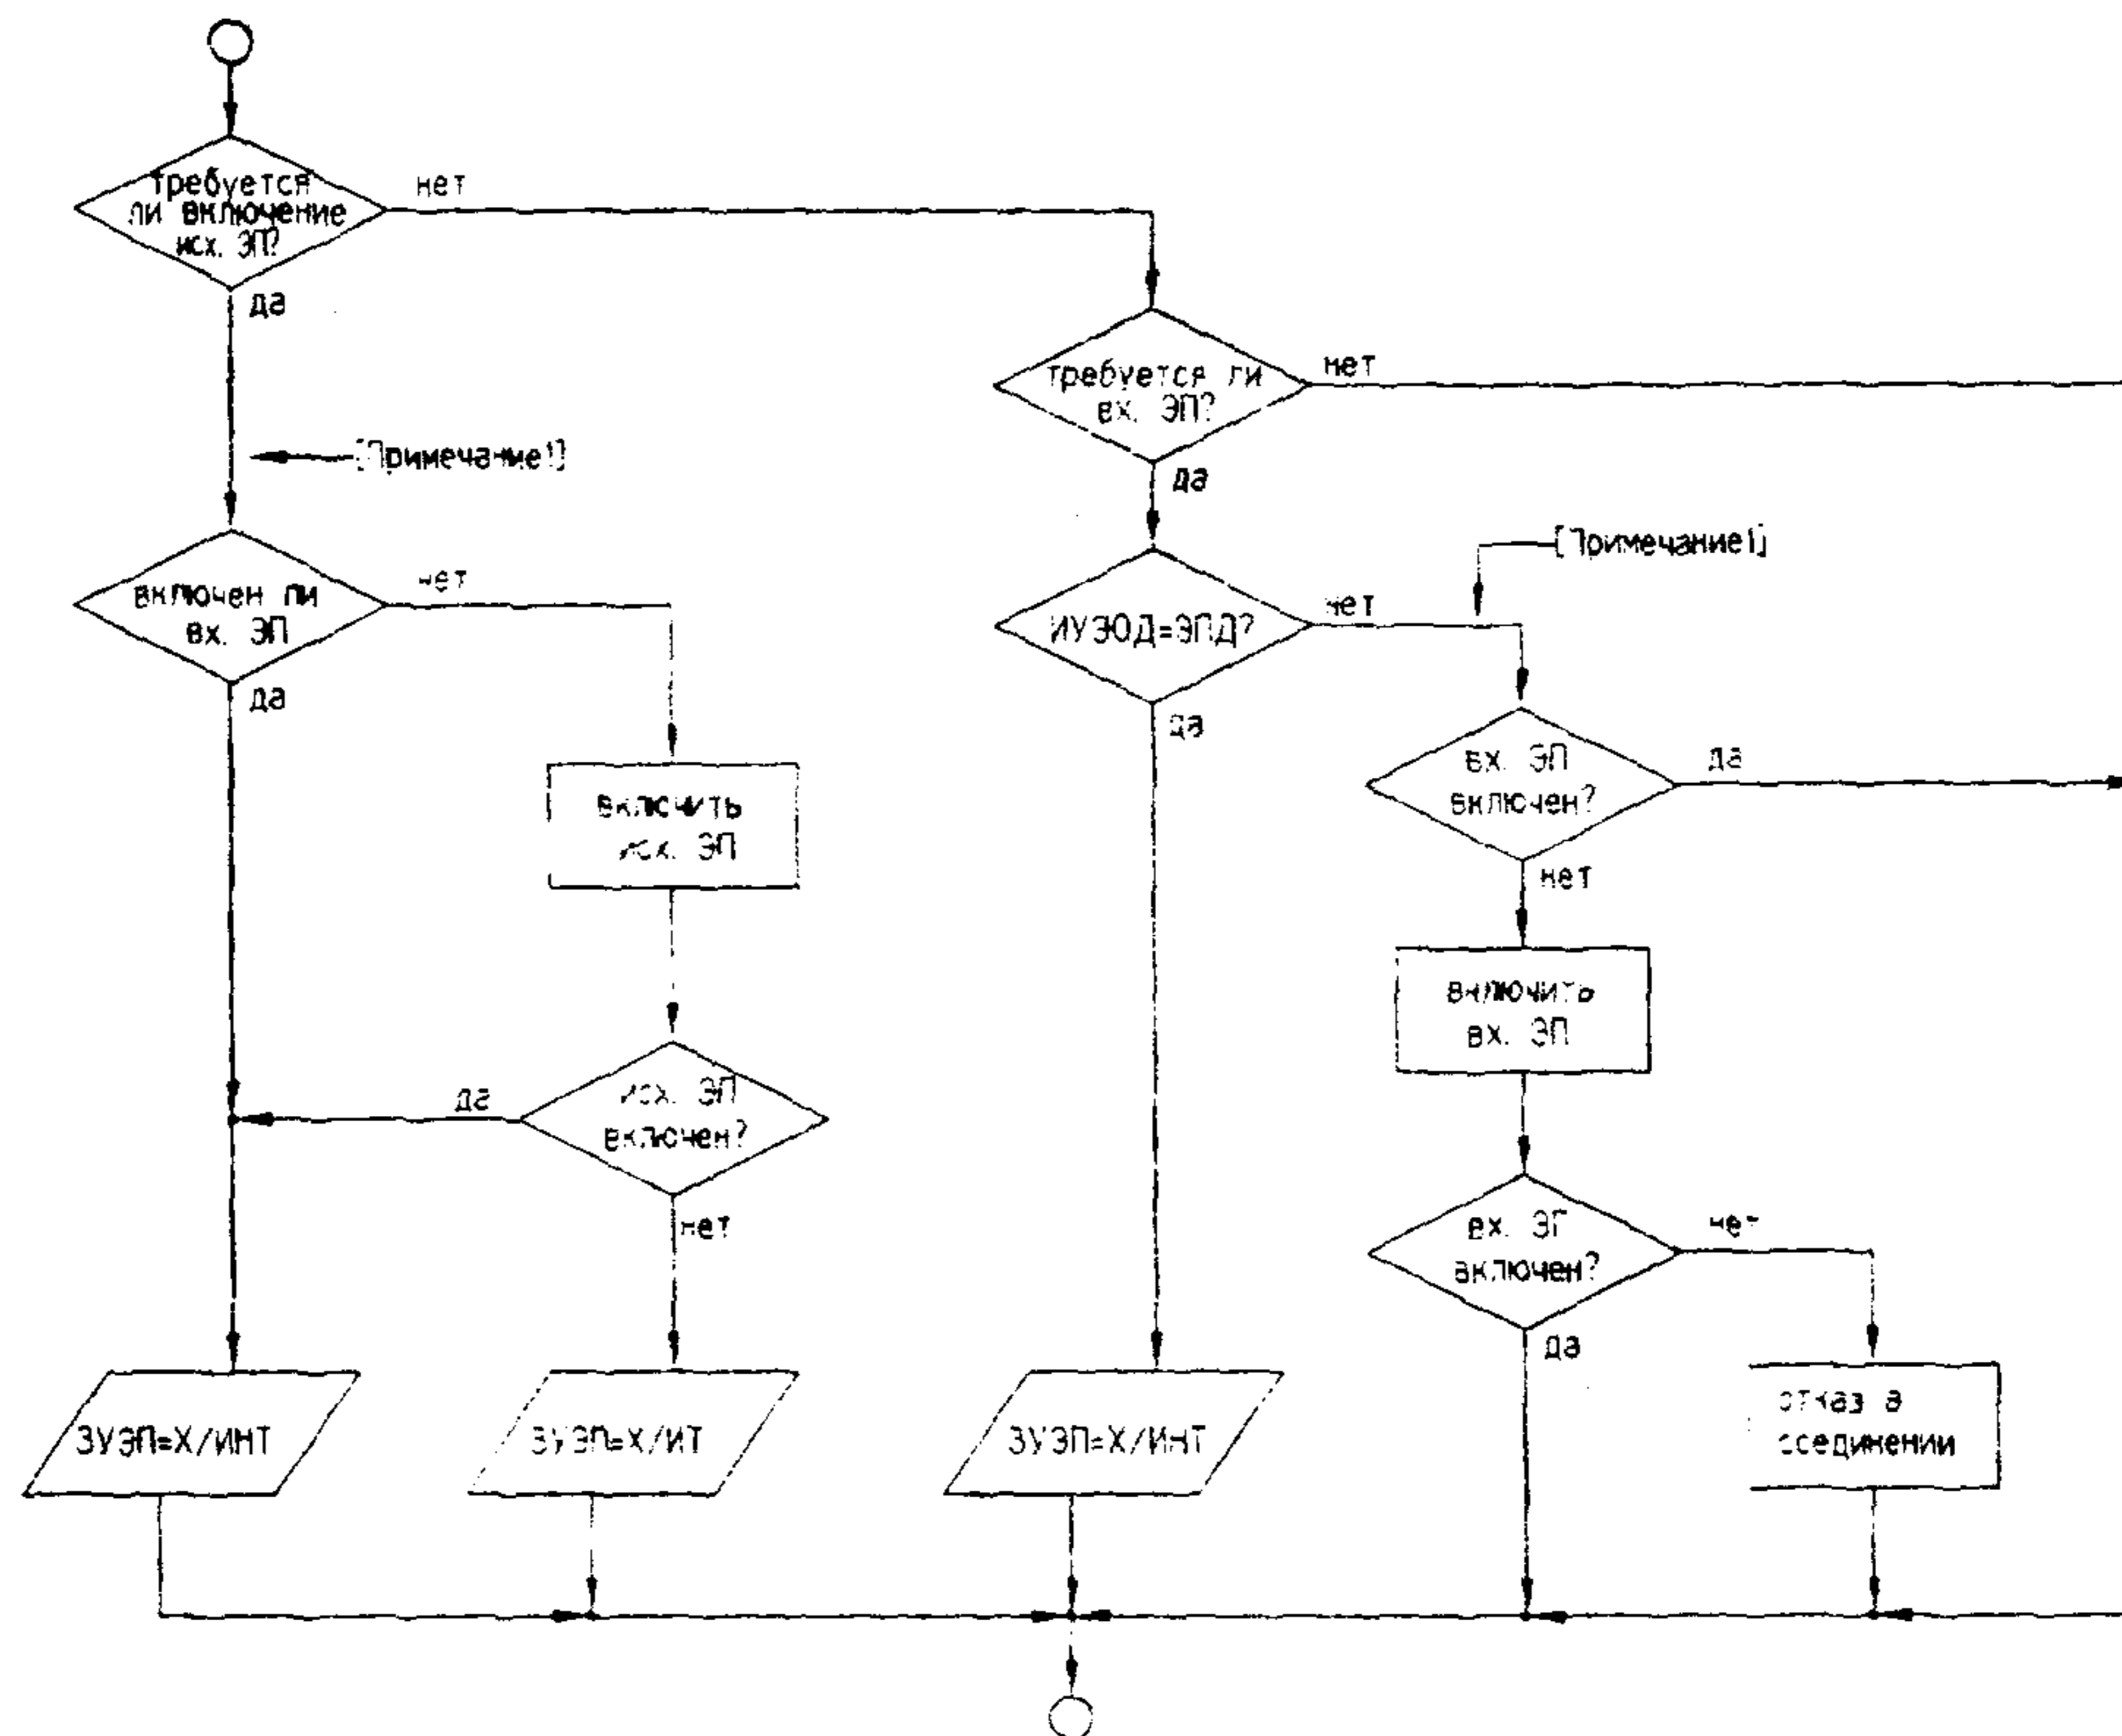 требуется
ли включение
исх. ЭП?
нет
да
требуется ли
вх. ЭП?
нет
да
[Примечание1]
включен ли
вх. ЭП
нет
да
[Примечание1]
ИУЭОД=ЭПД?
нет
да
вх. ЭП
включен?
да
нет
включить
исх. ЭП
включить
вх. ЭП
исх. ЭП
включен?
да
нет
вх. ЭП
включен?
нет
да
ЗУЭП=X/ИНТ
ЗУЭП=X/ИТ
ЗУЭП=X/ИНТ
отказ в
соединении